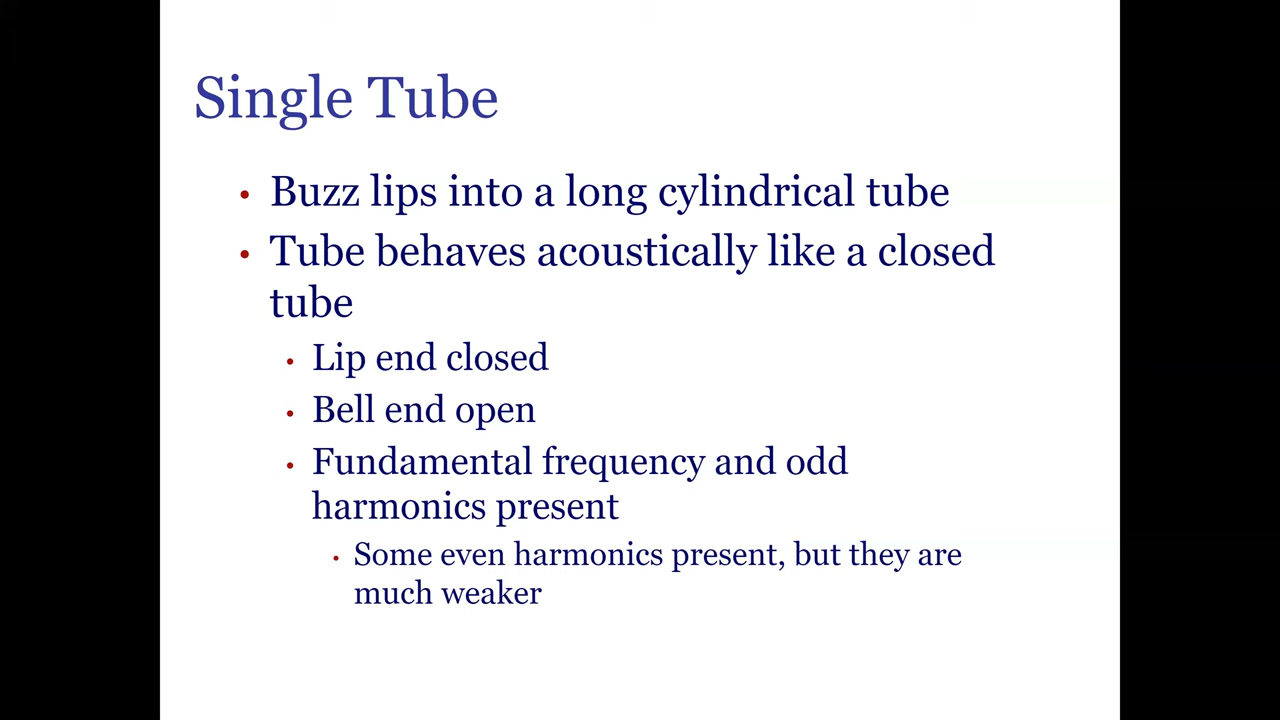 Single Tube
• Buzz lips into a long cylindrical tube
• Tube behaves acoustically like a closed
tube
• Lip end closed
• Bell end open
• Fundamental frequency and odd
harmonics present
• Some even harmonics present, but they are
much weaker